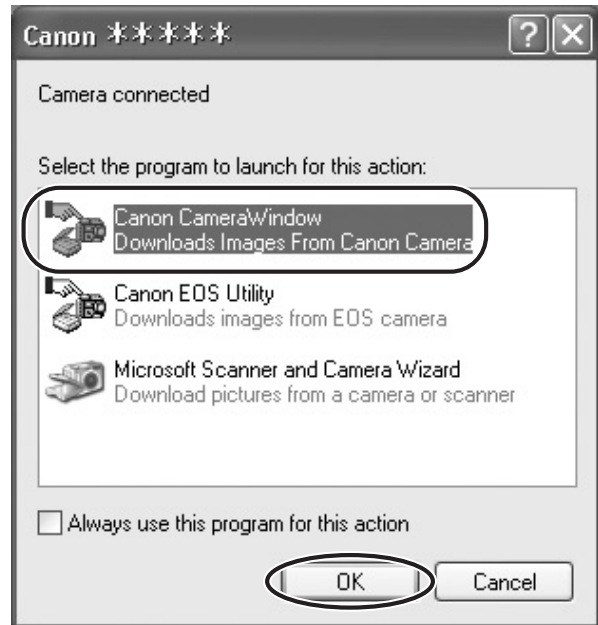 Canon *****
Camera connected
Select the program to launch for this action:
Canon CameraWindow
Downloads Images From Canon Camera
Canon EOS Utility
Downloads images from EOS camera
Microsoft Scanner and Camera Wizard
Download pictures from a camera or scanner
Always use this program for this action
OK Cancel